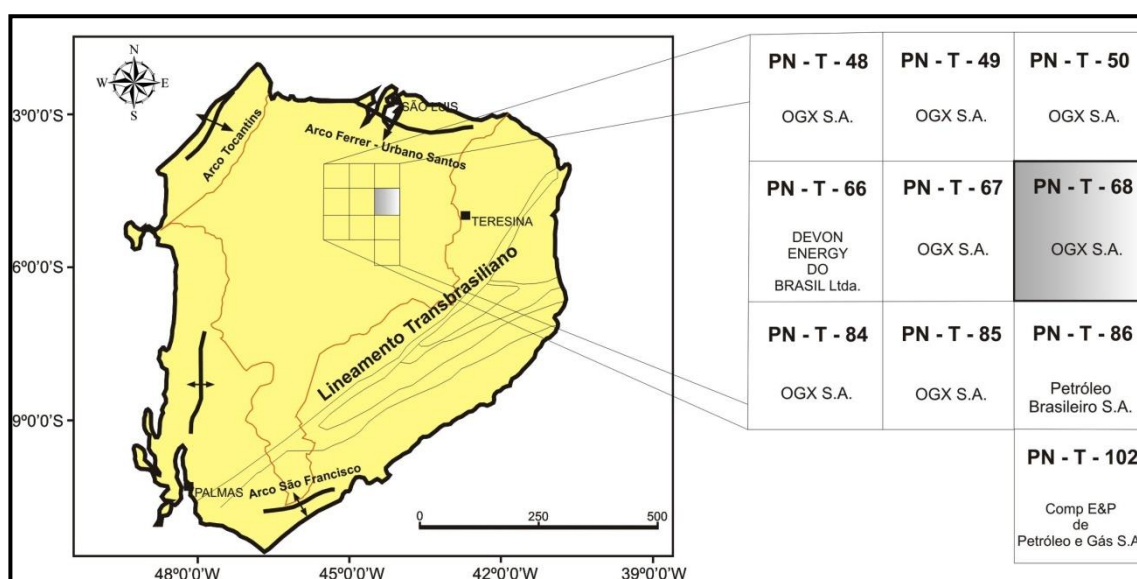 N
W E
S
3°0'0"S
6°0'0"S
9°0'0"S
48°0'0"W
45°0'0"W
42°0'0"W
39°0'0"W
Arco Tocantins
SÃO LUIS
Arco Ferrer - Urbano Santos
TERESINA
Lineamento Transbrasiliano
Arco São Francisco
PALMAS
0 250 500
PN - T - 48
OGX S.A.
PN - T - 49
OGX S.A.
PN - T - 50
OGX S.A.
PN - T - 66
DEVON
ENERGY
DO
BRASIL Ltda.
PN - T - 67
OGX S.A.
PN - T - 68
OGX S.A.
PN - T - 84
OGX S.A.
PN - T - 85
OGX S.A.
PN - T - 86
Petróleo
Brasileiro S.A.
PN - T - 102
Comp E&P
de
Petróleo e Gás S.A